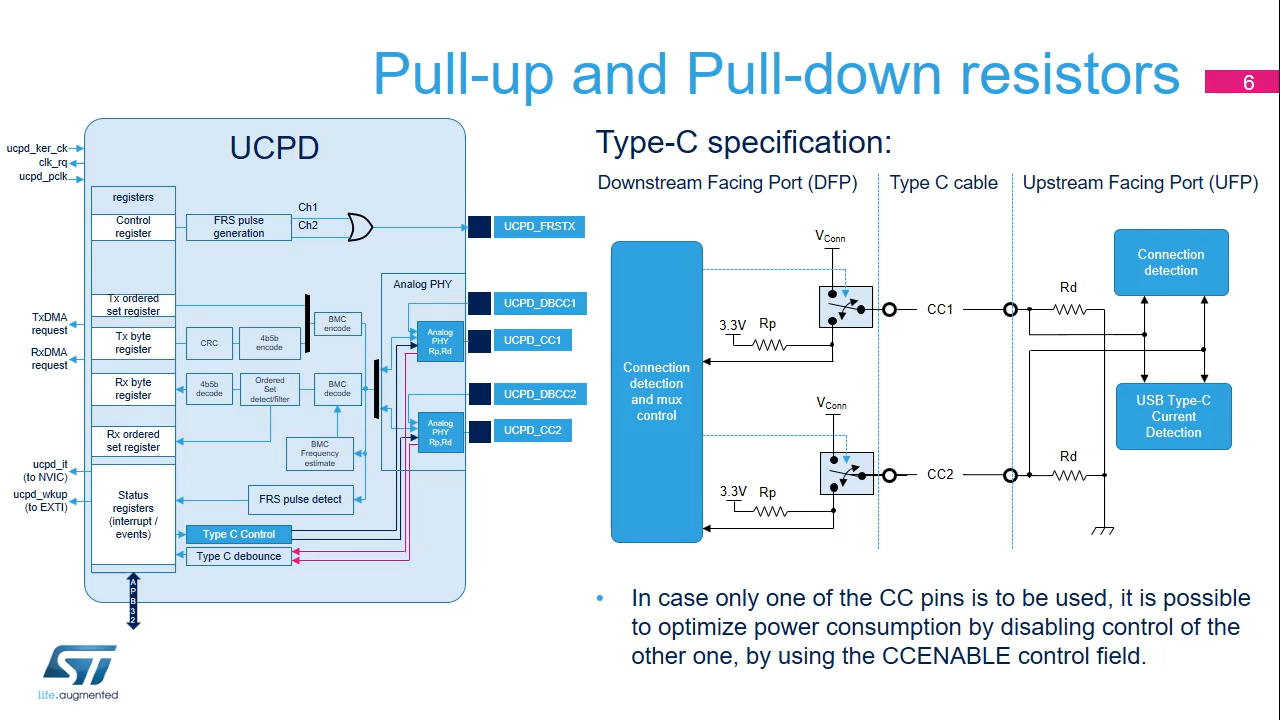 Pull-up and Pull-down resistors
6
UCPD
ucpd_ker_ck
clk_rq
ucpd_pclk
registers
Control
register
FRS pulse
generation
Ch1
Ch2
UCPD_FRSTX
Analog PHY
Tx ordered
set register
TxDMA
request
Tx byte
register
CRC
4b5b
encode
BMC
encode
UCPD_DBCC1
Analog
PHY
Rp,Rd
UCPD_CC1
RxDMA
request
Rx byte
register
4b5b
decode
Ordered
Set
detect/filter
BMC
decode
UCPD_DBCC2
Analog
PHY
Rp,Rd
UCPD_CC2
Rx ordered
set register
BMC
Frequency
estimate
ucpd_it
(to NVIC)
ucpd_wkup
(to EXTI)
Status
registers
(interrupt /
events)
FRS pulse detect
Type C Control
Type C debounce
A
P
B
3
2
life.augmented
Type-C specification:
Downstream Facing Port (DFP)
Type C cable
Upstream Facing Port (UFP)
Connection
detection
and mux
control
VConn
3.3V
Rp
CC1
Rd
Connection
detection
USB Type-C
Current
Detection
VConn
3.3V
Rp
CC2
Rd
• In case only one of the CC pins is to be used, it is possible
to optimize power consumption by disabling control of the
other one, by using the CCENABLE control field.